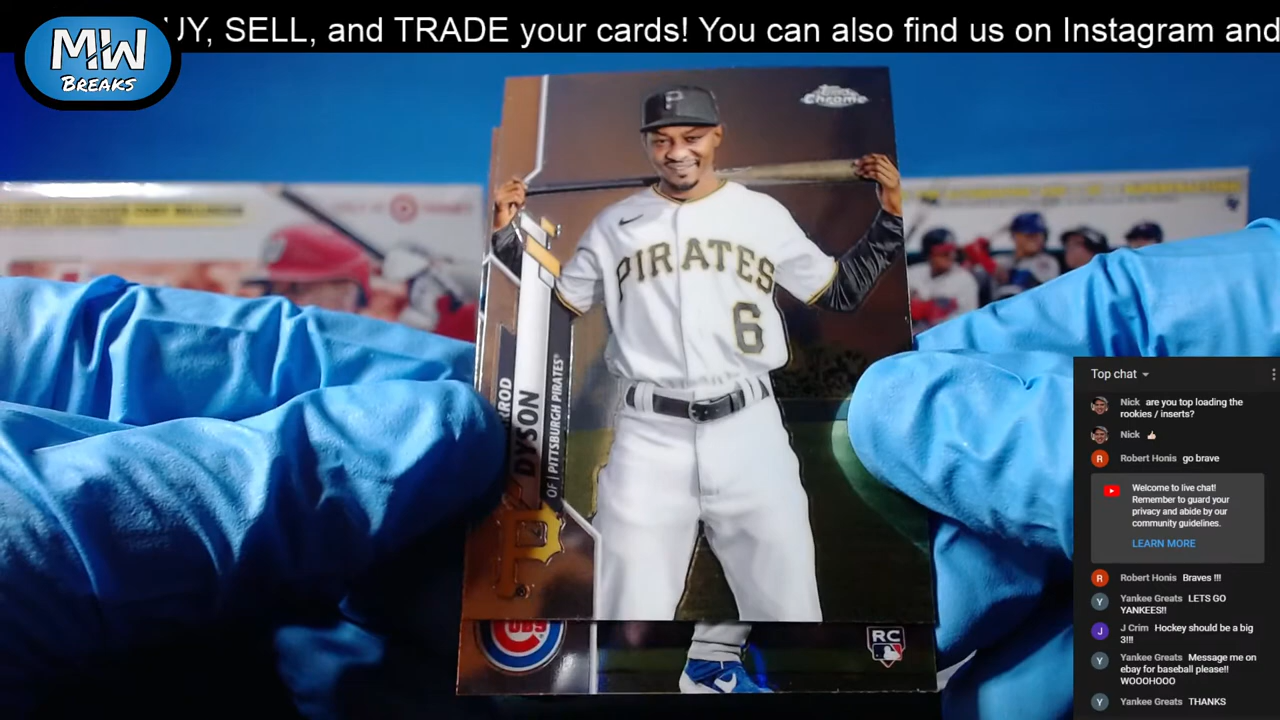 UY, SELL, and TRADE your cards! You can also find us on Instagram and
MW
BREAKS
Topps
Chrome
P
PIRATES
6
DYSON
OF | PITTSBURGH PIRATES®
P
CUBS
RC
Top chat
Nick are you top loading the
rookies / inserts?
Nick 👍🏻
Robert Honis go brave
Welcome to live chat!
Remember to guard your
privacy and abide by our
community guidelines.
LEARN MORE
R
Robert Honis Braves !!!
Y
Yankee Greats LETS GO
YANKEES!!
J
J Crim Hockey should be a big
3!!!
Y
Yankee Greats Message me on
ebay for baseball please!!
WOOOHOOO
Y
Yankee Greats THANKS